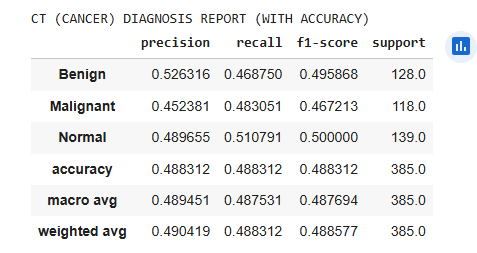 CT (CANCER) DIAGNOSIS REPORT (WITH ACCURACY)
precision recall f1-score support
Benign 0.526316 0.468750 0.495868 128.0
Malignant 0.452381 0.483051 0.467213 118.0
Normal 0.489655 0.510791 0.500000 139.0
accuracy 0.488312 0.488312 0.488312 385.0
macro avg 0.489451 0.487531 0.487694 385.0
weighted avg 0.490419 0.488312 0.488577 385.0